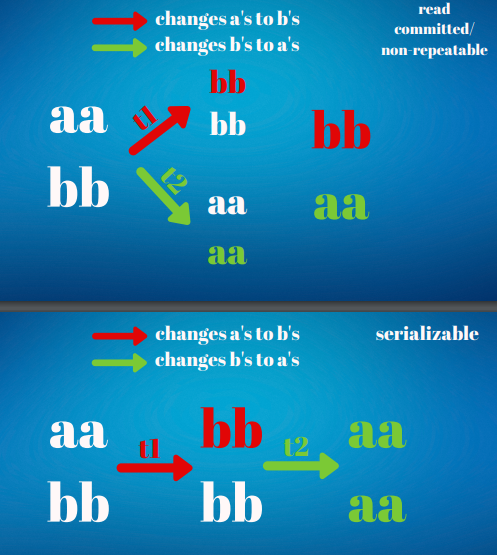 changes a's to b's
changes b's to a's
read
committed/
non-repeatable
bb
aa
t1
bb
bb
bb
t2
aa
aa
aa
bb
changes a's to b's
changes b's to a's
serializable
aa
t1
bb
t2
aa
bb
bb
aa